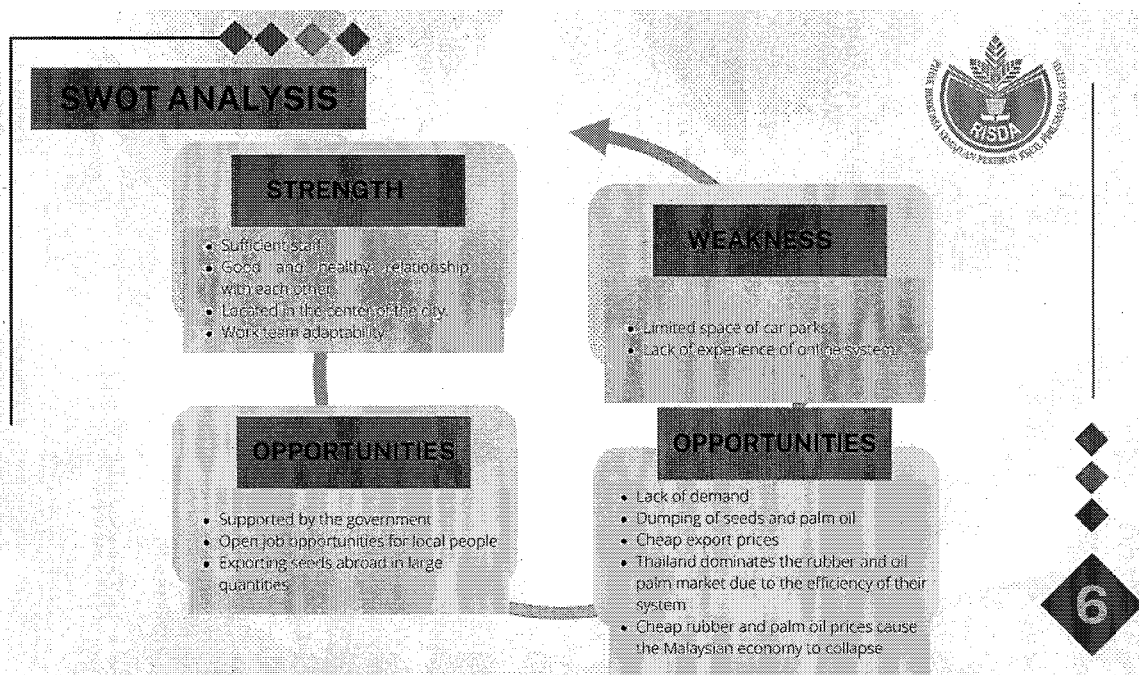 SWOT ANALYSIS
RISDA
STRENGTH
• Sufficient staff
• Good and healthy relationship
with each other
• Located in the center of the city.
• Work team adaptability
WEAKNESS
• Limited space of car parks
• Lack of experience of online system
OPPORTUNITIES
• Supported by the government
• Open job opportunities for local people
• Exporting seeds abroad in large
quantities
OPPORTUNITIES
• Lack of demand
• Dumping of seeds and palm oil
• Cheap export prices
• Thailand dominates the rubber and oil
palm market due to the efficiency of their
system
• Cheap rubber and palm oil prices cause
the Malaysian economy to collapse
6